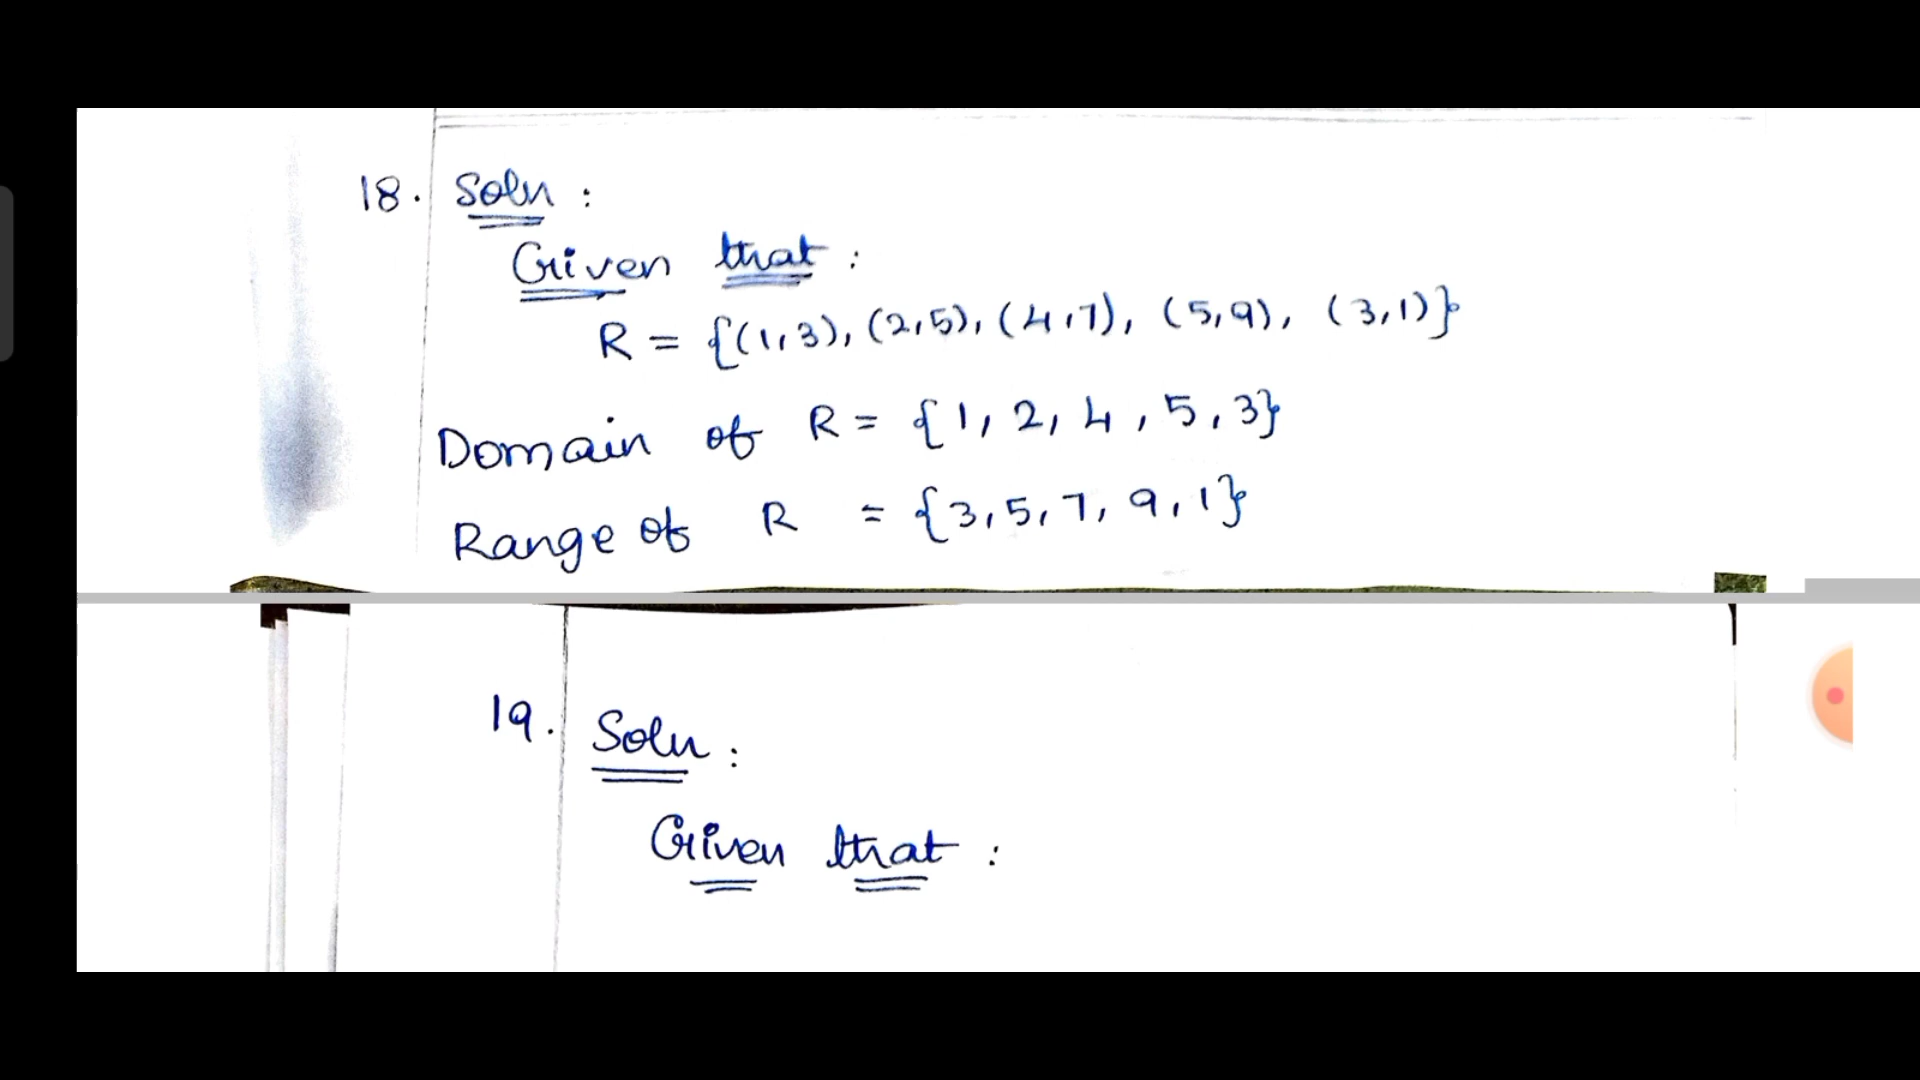 18. Soln :
Given that :
R = {(1,3), (2,5), (4,7), (5,9), (3,1)}
Domain of R = {1, 2, 4, 5, 3}
Range of R = {3, 5, 7, 9, 1}
19. Soln :
Given that :